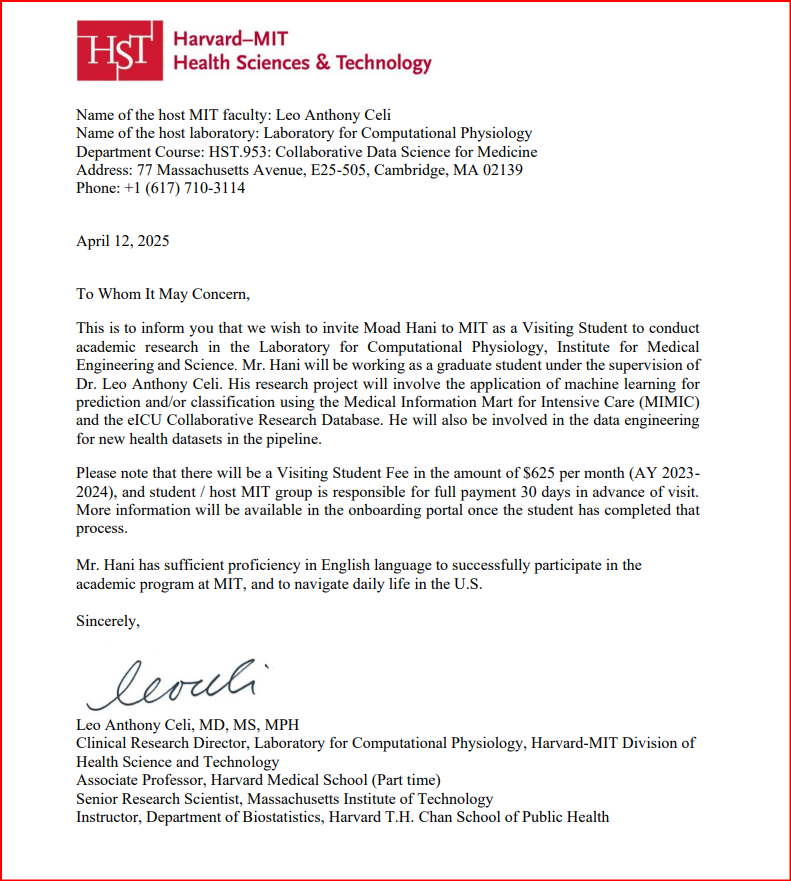 HST
Harvard–MIT
Health Sciences & Technology
Name of the host MIT faculty: Leo Anthony Celi
Name of the host laboratory: Laboratory for Computational Physiology
Department Course: HST.953: Collaborative Data Science for Medicine
Address: 77 Massachusetts Avenue, E25-505, Cambridge, MA 02139
Phone: +1 (617) 710-3114
April 12, 2025
To Whom It May Concern,
This is to inform you that we wish to invite Moad Hani to MIT as a Visiting Student to conduct
academic research in the Laboratory for Computational Physiology, Institute for Medical
Engineering and Science. Mr. Hani will be working as a graduate student under the supervision of
Dr. Leo Anthony Celi. His research project will involve the application of machine learning for
prediction and/or classification using the Medical Information Mart for Intensive Care (MIMIC)
and the eICU Collaborative Research Database. He will also be involved in the data engineering
for new health datasets in the pipeline.
Please note that there will be a Visiting Student Fee in the amount of $625 per month (AY 2023-
2024), and student / host MIT group is responsible for full payment 30 days in advance of visit.
More information will be available in the onboarding portal once the student has completed that
process.
Mr. Hani has sufficient proficiency in English language to successfully participate in the
academic program at MIT, and to navigate daily life in the U.S.
Sincerely,
Leo Anthony Celi, MD, MS, MPH
Clinical Research Director, Laboratory for Computational Physiology, Harvard-MIT Division of
Health Science and Technology
Associate Professor, Harvard Medical School (Part time)
Senior Research Scientist, Massachusetts Institute of Technology
Instructor, Department of Biostatistics, Harvard T.H. Chan School of Public Health